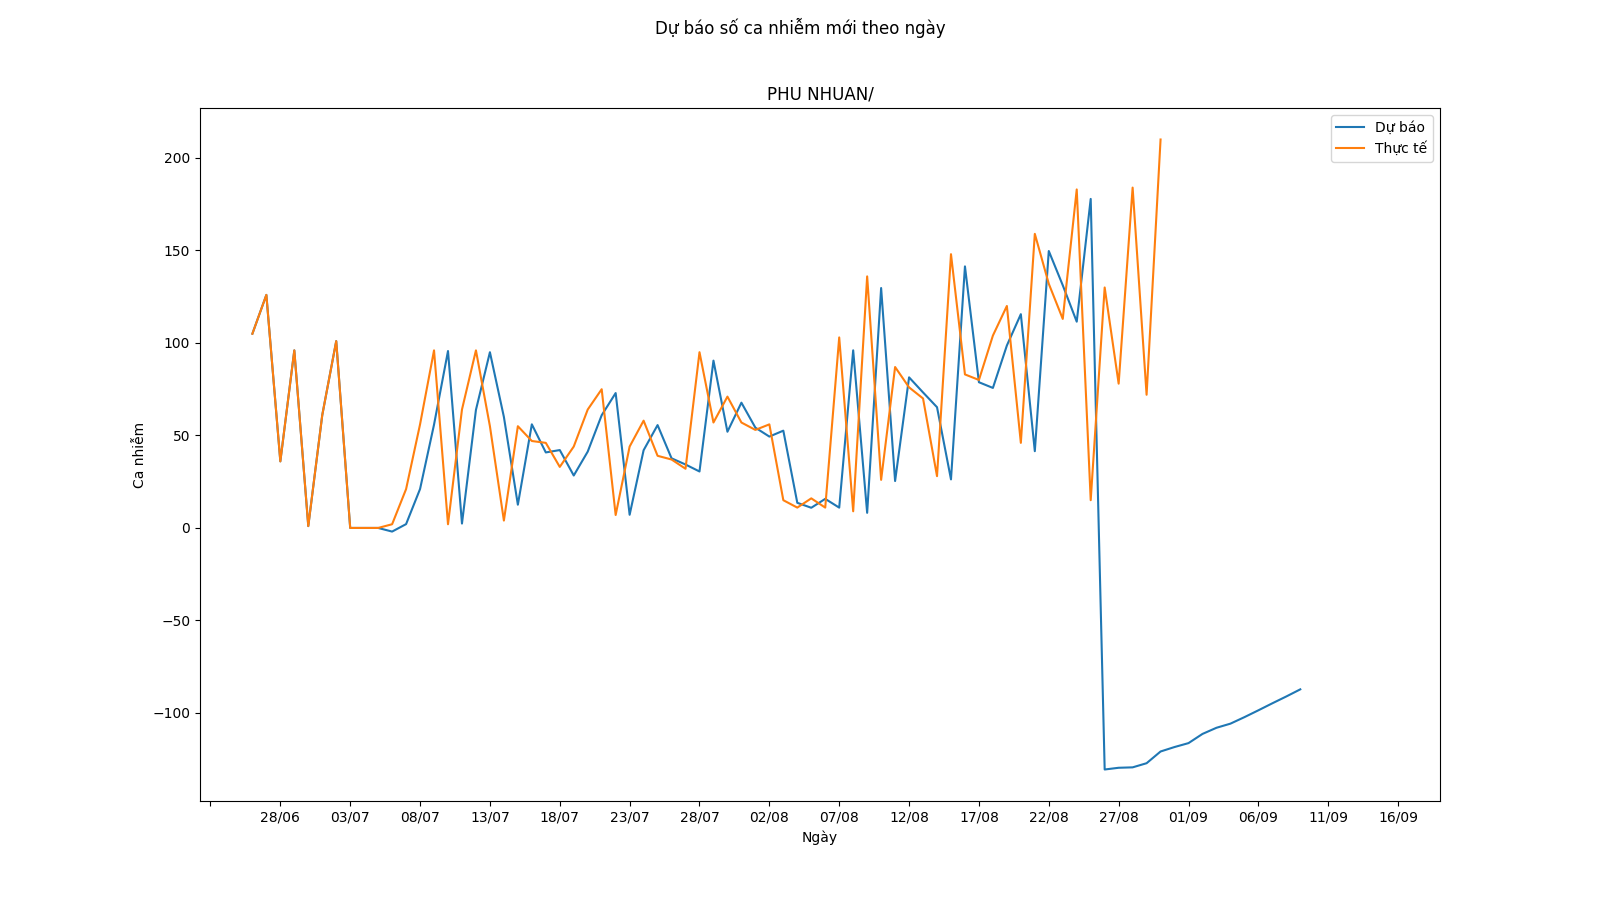 Dự báo số ca nhiễm mới theo ngày
PHU NHUAN/
Dự báo
Thực tế
200
150
100
50
0
−50
−100
Ca nhiễm
28/06 03/07 08/07 13/07 18/07 23/07 28/07 02/08 07/08 12/08 17/08 22/08 27/08 01/09 06/09 11/09 16/09
Ngày